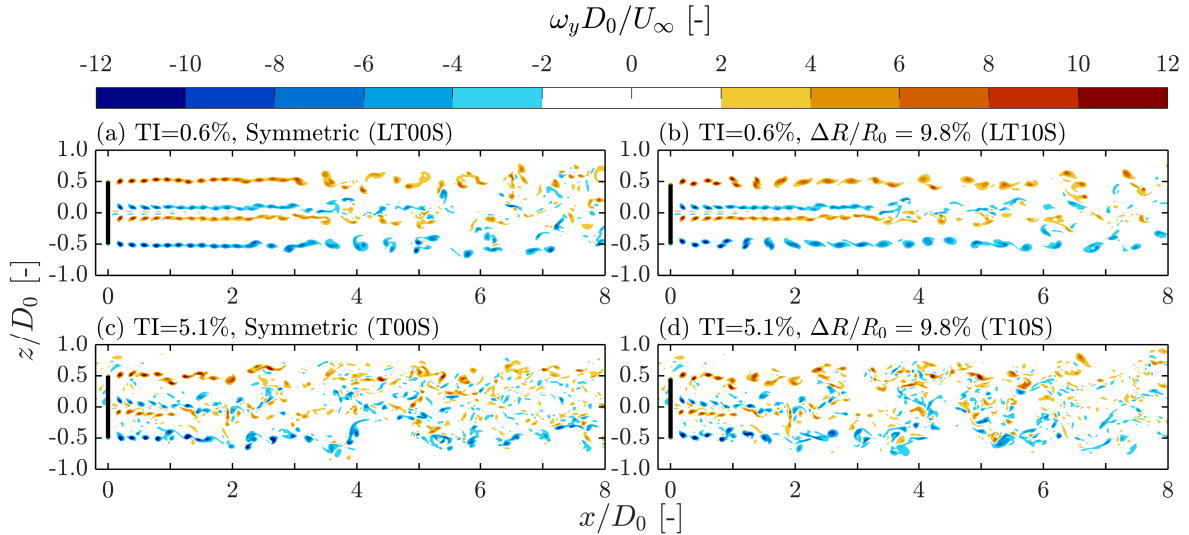 ω_y D_0/U_∞ [-]
-12 -10 -8 -6 -4 -2 0 2 4 6 8 10 12
(a) TI=0.6%, Symmetric (LT00S)
(b) TI=0.6%, ΔR/R_0 = 9.8% (LT10S)
1.0
0.5
0.0
-0.5
-1.0
0 2 4 6 8
1.0
0.5
0.0
-0.5
-1.0
0 2 4 6 8
(c) TI=5.1%, Symmetric (T00S)
(d) TI=5.1%, ΔR/R_0 = 9.8% (T10S)
1.0
0.5
0.0
-0.5
-1.0
0 2 4 6 8
1.0
0.5
0.0
-0.5
-1.0
0 2 4 6 8
z/D_0 [-]
x/D_0 [-]